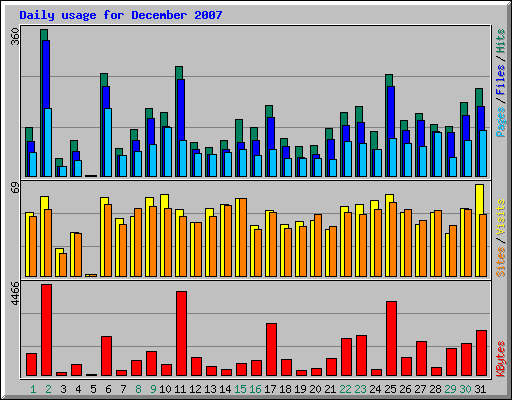 Daily usage for December 2007
360
Pages / Files / Hits
69
Sites / Visits
4466
KBytes
1 2 3 4 5 6 7 8 9 10 11 12 13 14 15 16 17 18 19 20 21 22 23 24 25 26 27 28 29 30 31